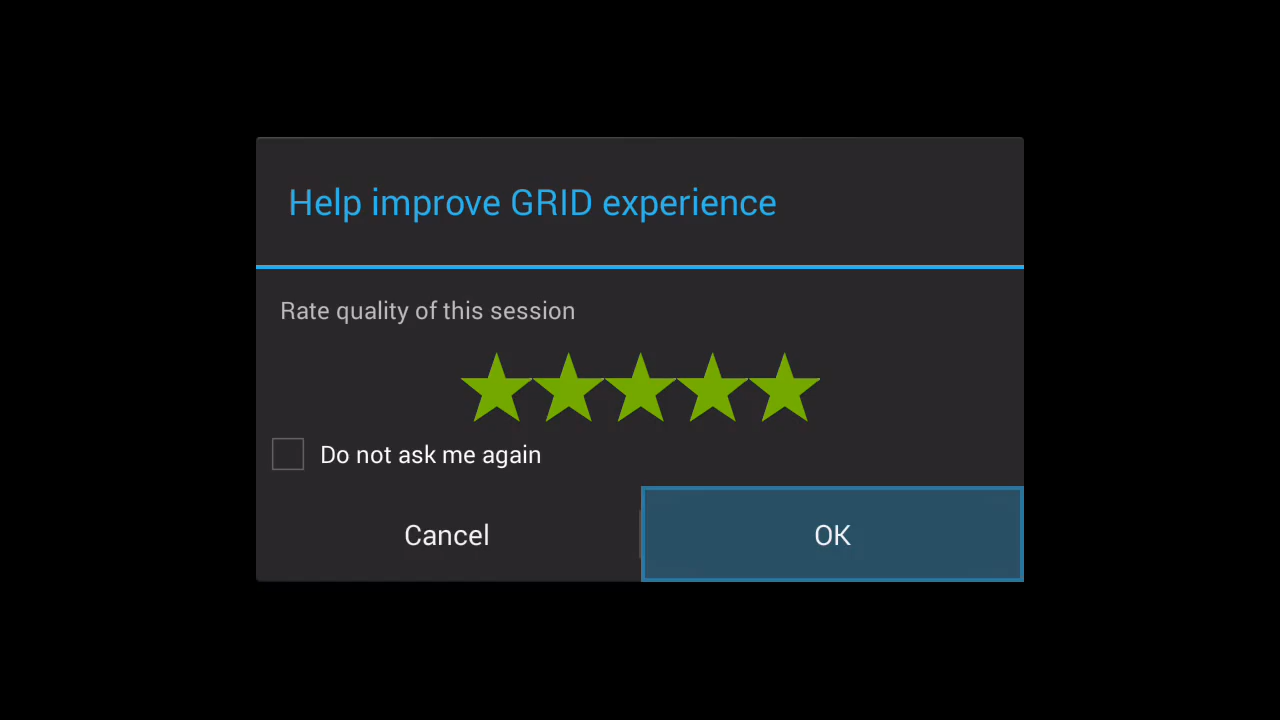 Help improve GRID experience
Rate quality of this session
Do not ask me again
Cancel
OK